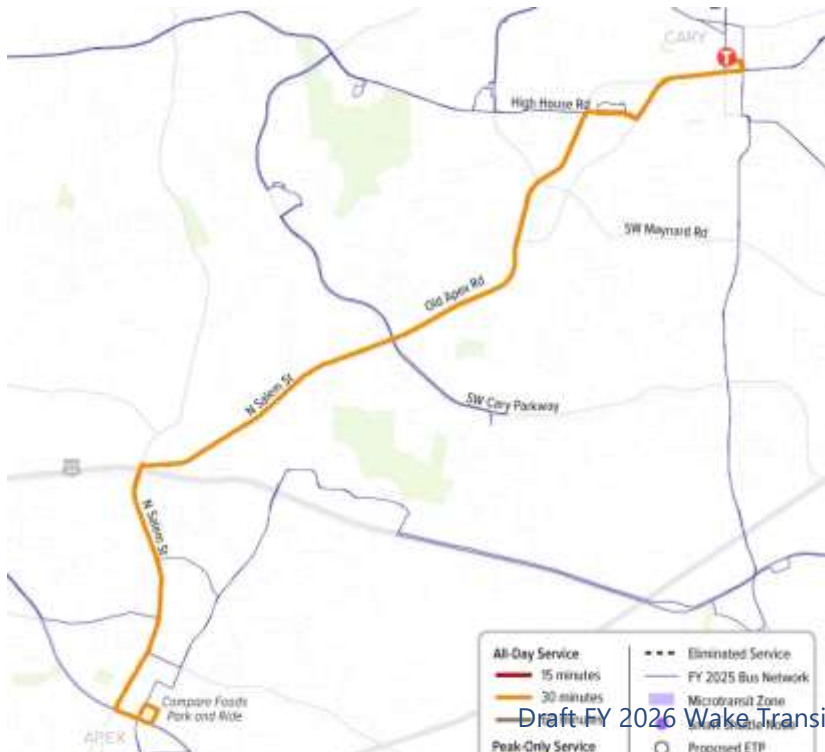 CARY
T
High House Rd
SW Maynard Rd
Old Apex Rd
N Salem St
SW Cary Parkway
N Salem St
Compare Foods
Park and Ride
APEX
All-Day Service
15 minutes
30 minutes
Peak-Only Service
Eliminated Service
FY 2025 Bus Network
Microtransit Zone
Proposed ETP
Draft FY 2026 Wake Transi